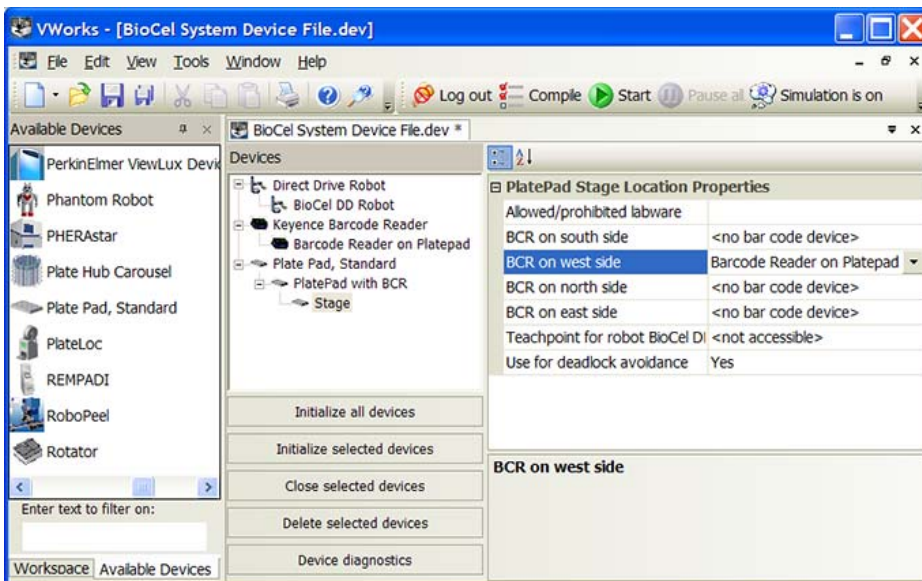 VWorks - [BioCel System Device File.dev]
File Edit View Tools Window Help
Log out Compile Start Pause all Simulation is on
Available Devices
PerkinElmer ViewLux Devi
Phantom Robot
PHERAstar
Plate Hub Carousel
Plate Pad, Standard
PlateLoc
REMPADI
RoboPeel
Rotator
Enter text to filter on:
Workspace Available Devices
BioCel System Device File.dev *
Devices
Direct Drive Robot
BioCel DD Robot
Keyence Barcode Reader
Barcode Reader on Platepad
Plate Pad, Standard
PlatePad with BCR
Stage
Initialize all devices
Initialize selected devices
Close selected devices
Delete selected devices
Device diagnostics
PlatePad Stage Location Properties
Allowed/prohibited labware
BCR on south side <no bar code device>
BCR on west side Barcode Reader on Platepad
BCR on north side <no bar code device>
BCR on east side <no bar code device>
Teachpoint for robot BioCel D <not accessible>
Use for deadlock avoidance Yes
BCR on west side